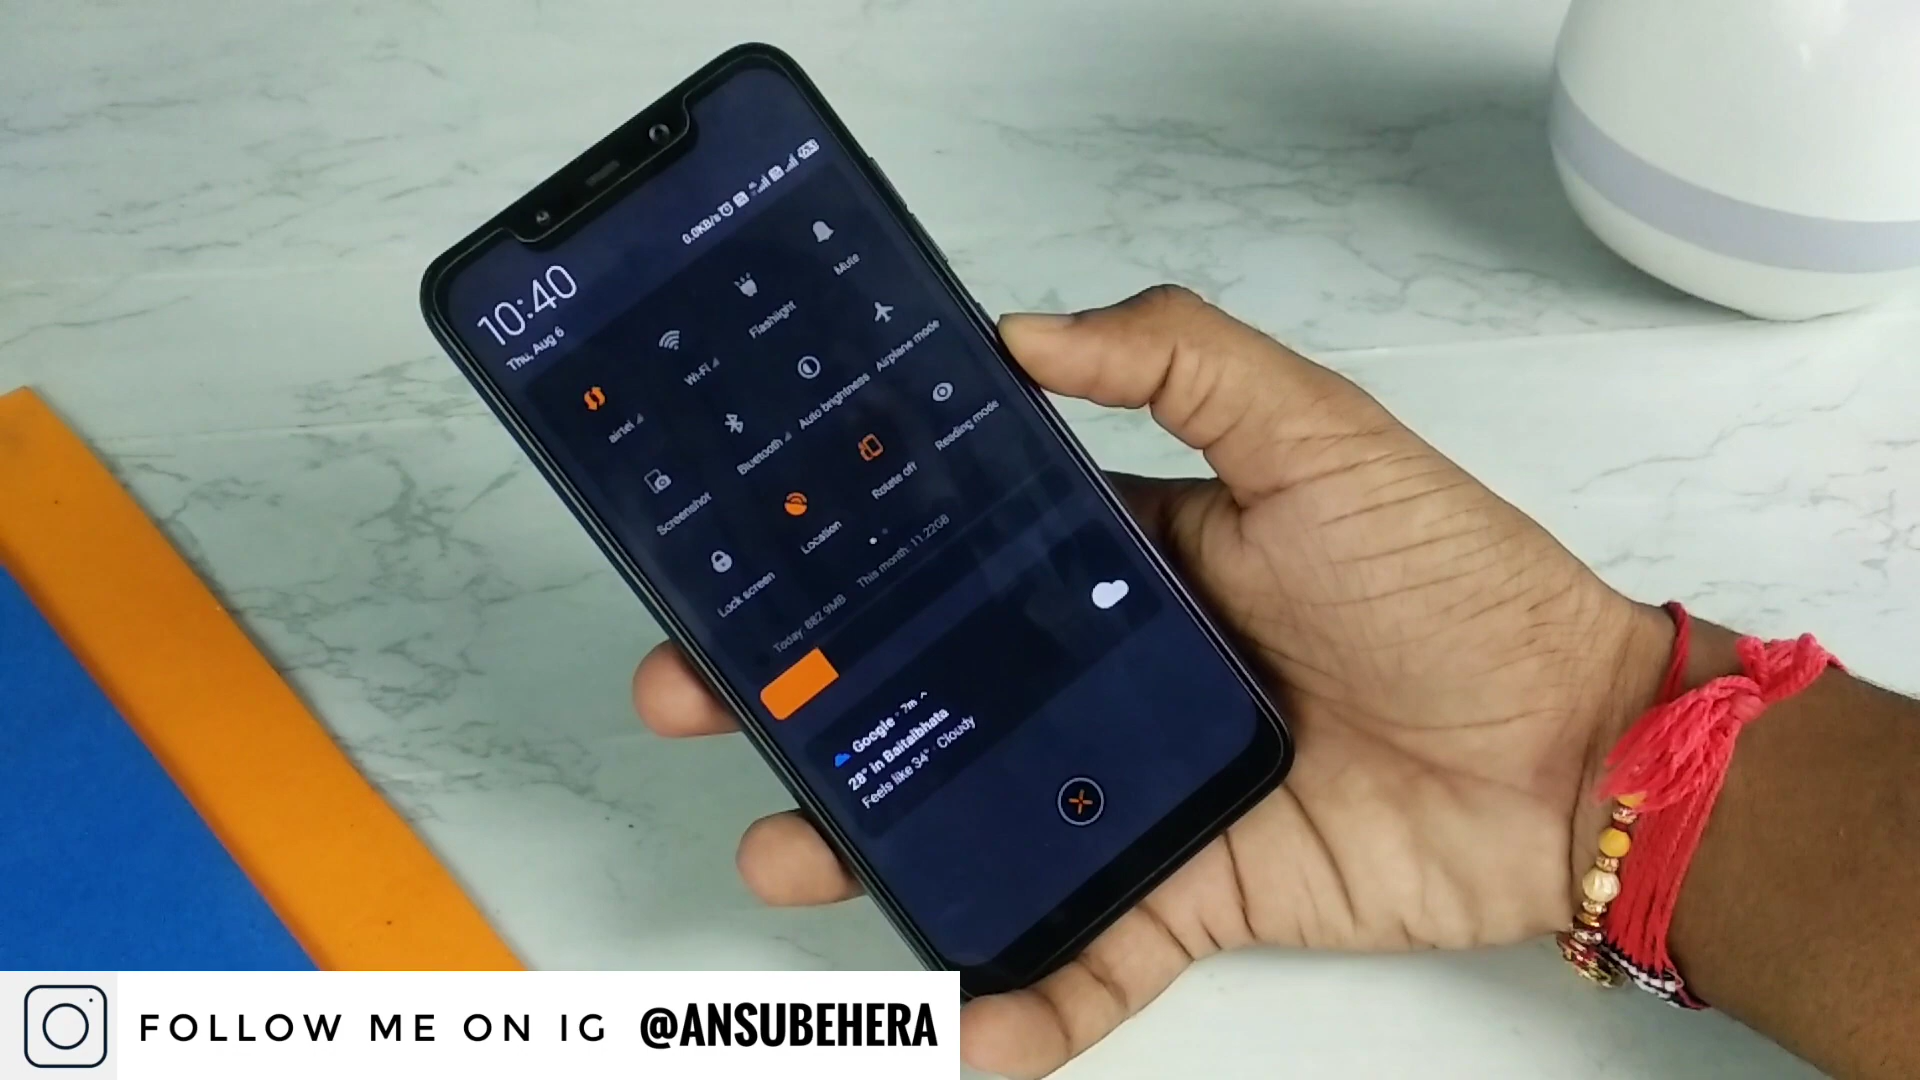 0.0KB/s
10:40
Thu, Aug 6
airtel
Wi-Fi
Flashlight
Mute
Screenshot
Bluetooth
Auto brightness
Airplane mode
Lock screen
Location
Rotate off
Reading mode
Today: 882.9MB This month: 11.22GB
Google · 7m
28° in Baitalbhata
Feels like 34° · Cloudy
FOLLOW ME ON IG @ANSUBEHERA